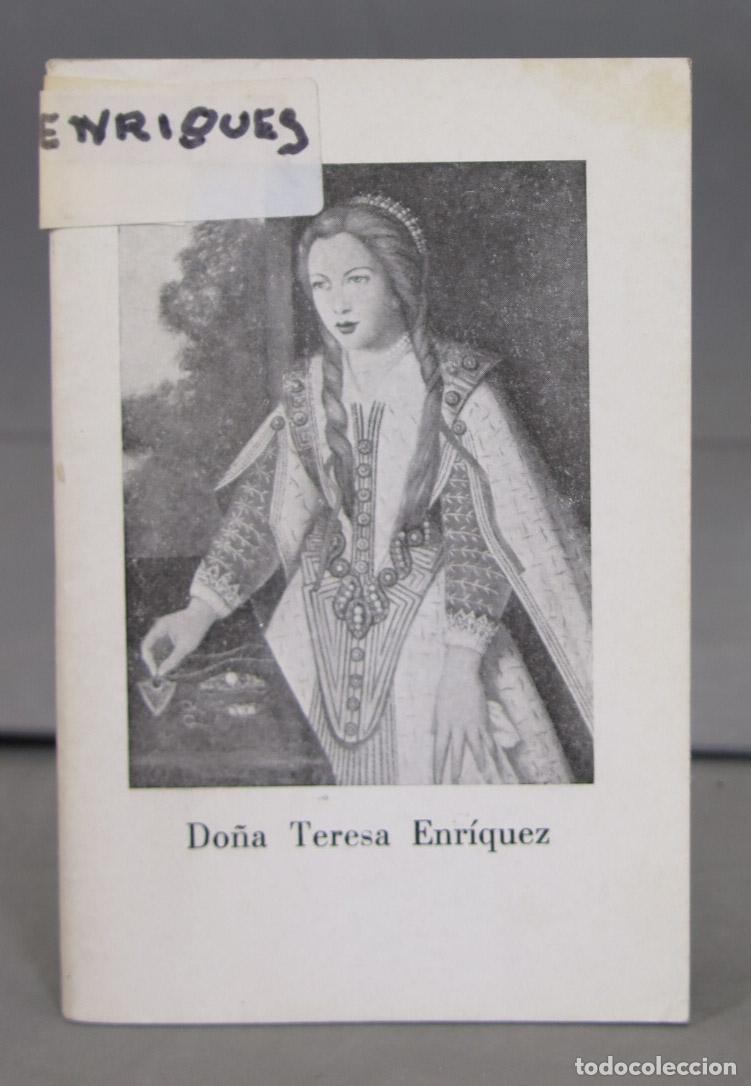 ENRIQUES
Doña Teresa Enríquez
todocoleccion